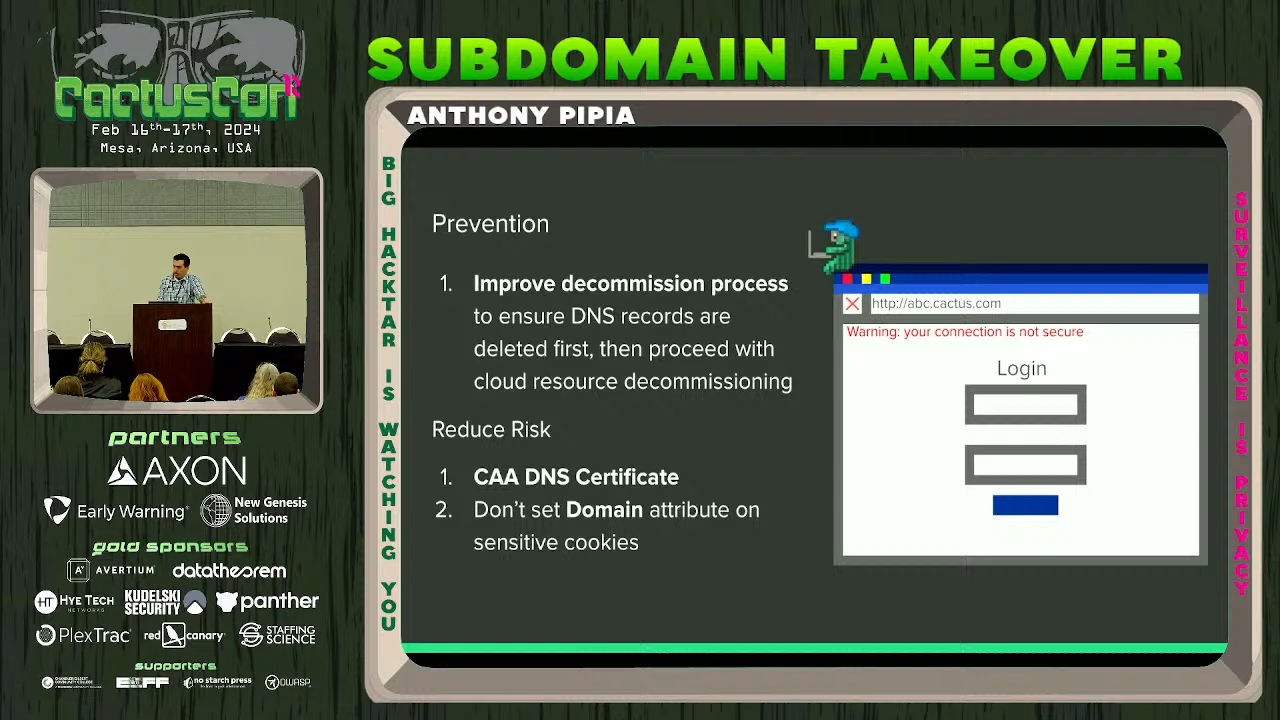 CactusCon
Feb 16th-17th, 2024
Mesa, Arizona, USA
SUBDOMAIN TAKEOVER
ANTHONY PIPIA
BIG HACKTAR IS WATCHING YOU
Prevention
1. Improve decommission process
to ensure DNS records are
deleted first, then proceed with
cloud resource decommissioning
Reduce Risk
1. CAA DNS Certificate
2. Don't set Domain attribute on
sensitive cookies
http://abc.cactus.com
Warning: your connection is not secure
Login
SURVEILLANCE IS PRIVACY
partners
AXON
Early Warning
New Genesis
Solutions
gold sponsors
AVERTIUM
datatheorem
HT HYE TECH
NETWORKS
KUDELSKI
SECURITY
panther
PlexTrac
red canary
STAFFING
SCIENCE
supporters
EFF
no starch press
OWASP